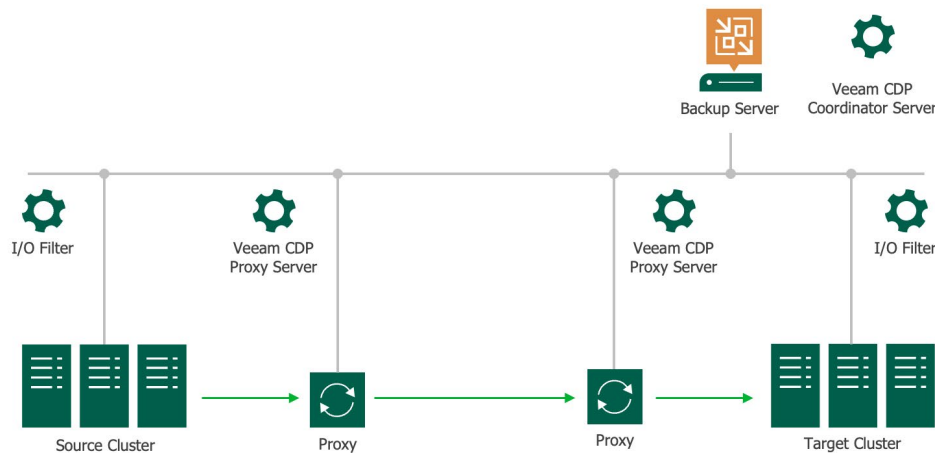 Backup Server
Veeam CDP
Coordinator Server
I/O Filter
Veeam CDP
Proxy Server
Veeam CDP
Proxy Server
I/O Filter
Source Cluster
Proxy
Proxy
Target Cluster